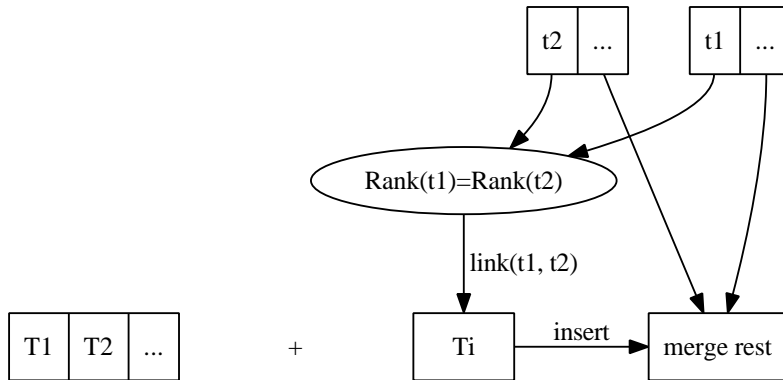 t2 ... t1 ...
Rank(t1)=Rank(t2)
link(t1, t2)
T1 T2 ... + Ti insert merge rest